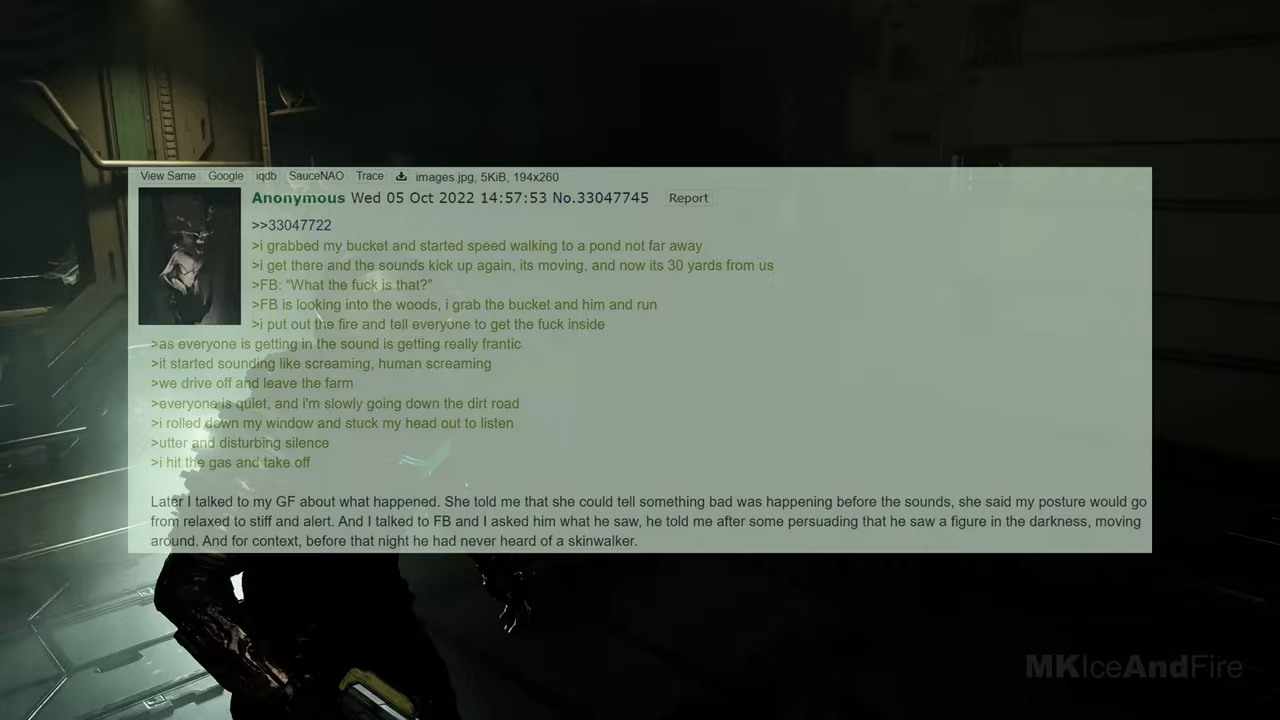 View Same Google iqdb SauceNAO Trace images.jpg, 5KiB, 194x260
Anonymous Wed 05 Oct 2022 14:57:53 No.33047745 Report
>>33047722
>i grabbed my bucket and started speed walking to a pond not far away
>i get there and the sounds kick up again, its moving, and now its 30 yards from us
>FB: “What the fuck is that?”
>FB is looking into the woods, i grab the bucket and him and run
>i put out the fire and tell everyone to get the fuck inside
>as everyone is getting in the sound is getting really frantic
>it started sounding like screaming, human screaming
>we drive off and leave the farm
>everyone is quiet, and i'm slowly going down the dirt road
>i rolled down my window and stuck my head out to listen
>utter and disturbing silence
>i hit the gas and take off
Later I talked to my GF about what happened. She told me that she could tell something bad was happening before the sounds, she said my posture would go
from relaxed to stiff and alert. And I talked to FB and I asked him what he saw, he told me after some persuading that he saw a figure in the darkness, moving
around. And for context, before that night he had never heard of a skinwalker.
MKIceAndFire